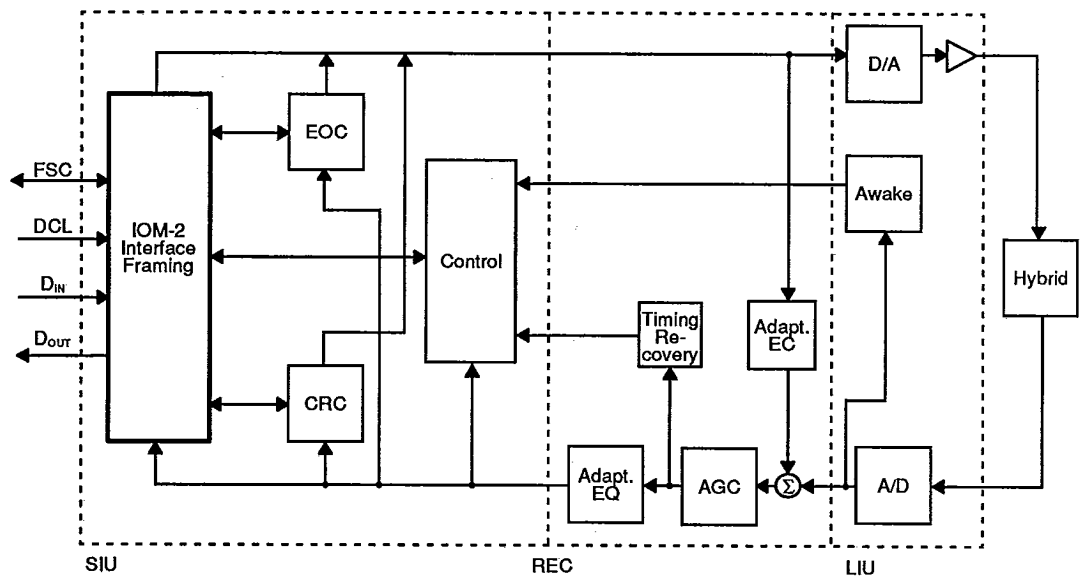 D/A
EOC
FSC
Awake
DCL
IOM-2
Interface
Framing
Control
Hybrid
DIN
Timing
Re-
covery
Adapt.
EC
DOUT
CRC
Adapt.
EQ
AGC
Σ
A/D
SIU
REC
LIU